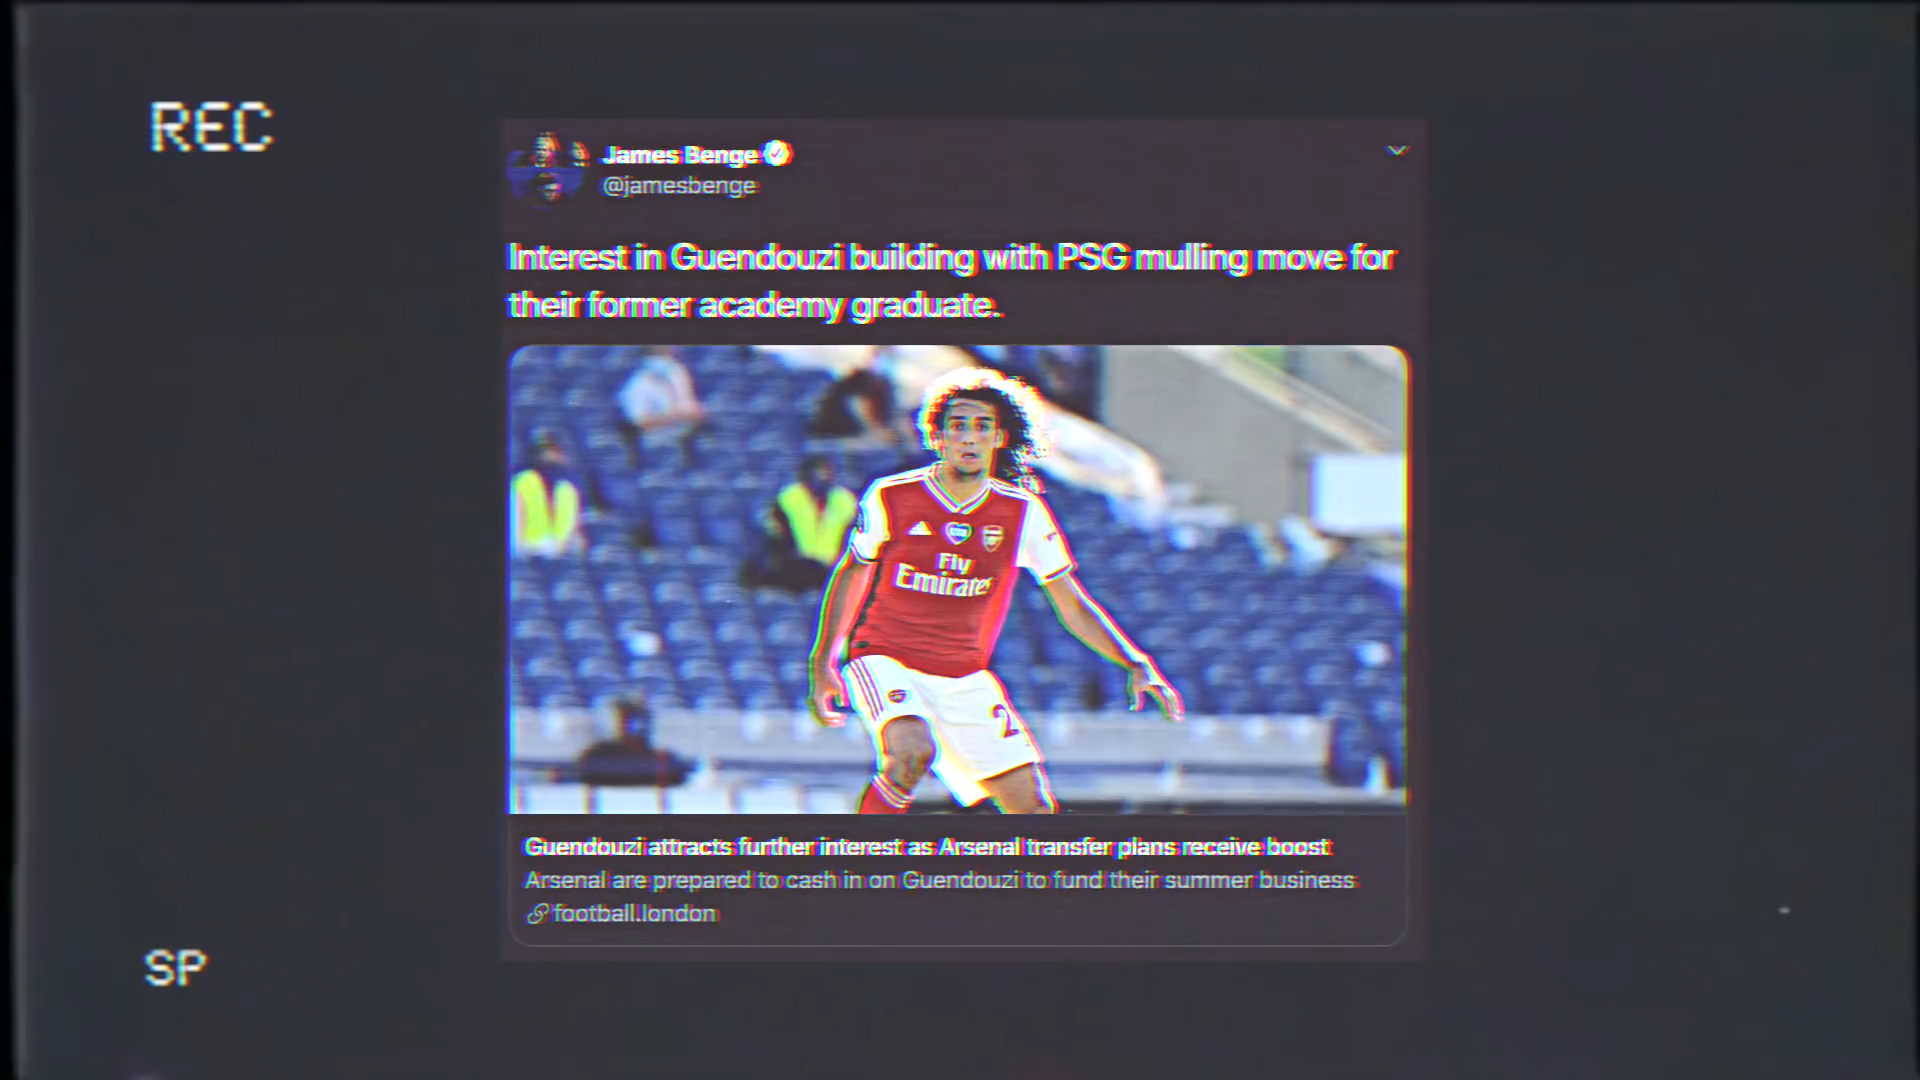 REC
James Benge
@jamesbenge
Interest in Guendouzi building with PSG mulling move for
their former academy graduate.
Fly
Emirates
2
Guendouzi attracts further interest as Arsenal transfer plans receive boost
Arsenal are prepared to cash in on Guendouzi to fund their summer business
football.london
SP